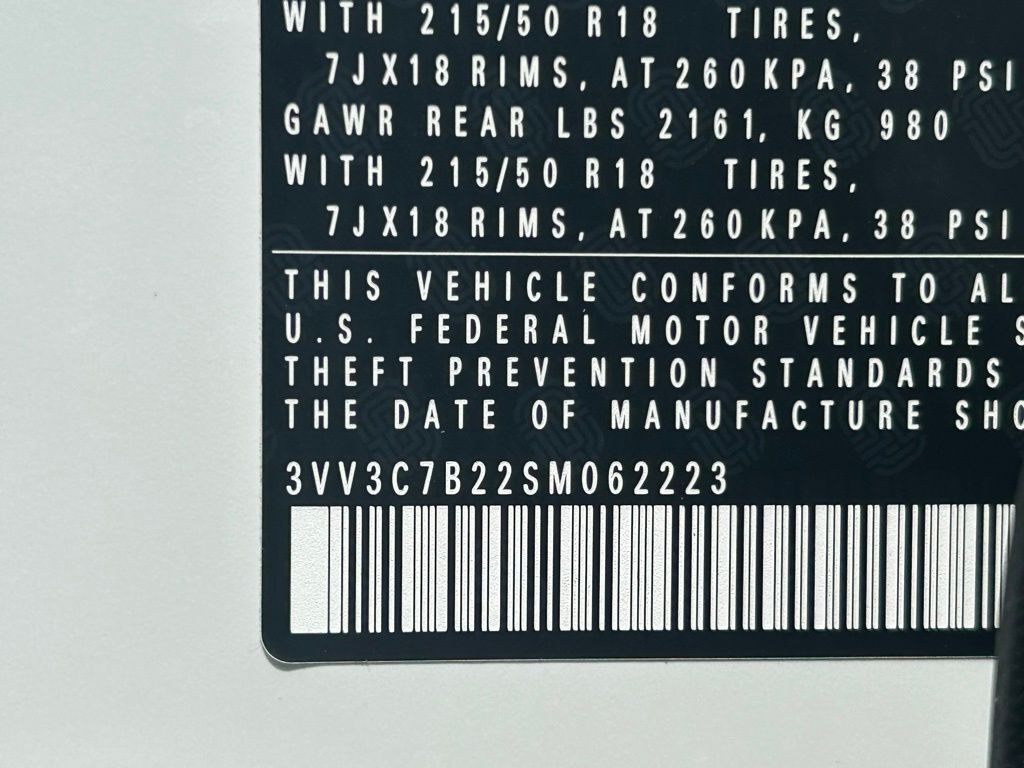 WITH 215/50 R18 TIRES,
7JX18 RIMS, AT 260 KPA, 38 PSI
GAWR REAR LBS 2161, KG 980
WITH 215/50 R18 TIRES,
7JX18 RIMS, AT 260 KPA, 38 PSI
THIS VEHICLE CONFORMS TO AL
U.S. FEDERAL MOTOR VEHICLE S
THEFT PREVENTION STANDARDS
THE DATE OF MANUFACTURE SHO
3VV3C7B22SM062223